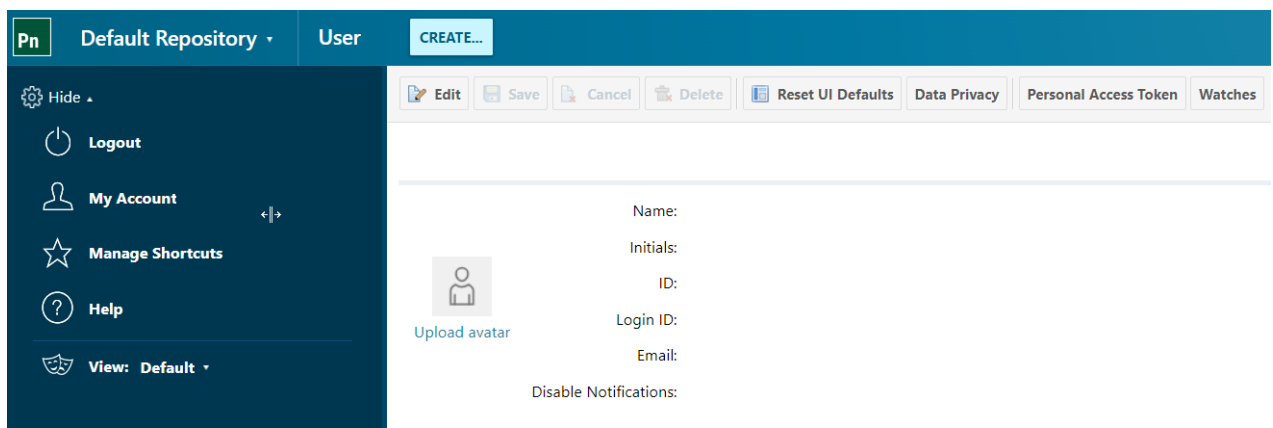 Pn Default Repository User CREATE...
Hide
Edit Save Cancel Delete Reset UI Defaults Data Privacy Personal Access Token Watches
Logout
My Account
Manage Shortcuts
Help
View: Default
Name:
Initials:
ID:
Login ID:
Upload avatar
Email:
Disable Notifications: